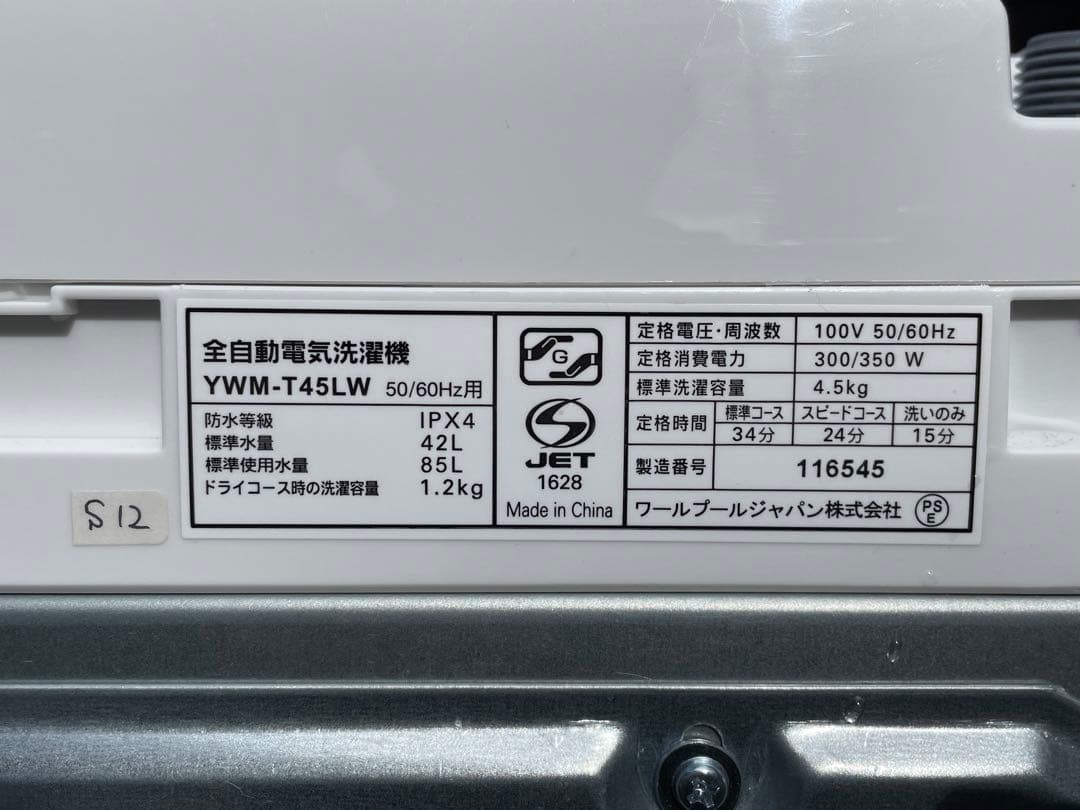 全自動電気洗濯機
YWM-T45LW 50/60Hz用
防水等級 IPX4
標準水量 42L
標準使用水量 85L
ドライコース時の洗濯容量 1.2kg
G
JET
1628
Made in China
定格電圧・周波数 100V 50/60Hz
定格消費電力 300/350 W
標準洗濯容量 4.5kg
定格時間 標準コース スピードコース 洗いのみ
34分 24分 15分
製造番号 116545
ワールプールジャパン株式会社 PSE
S12